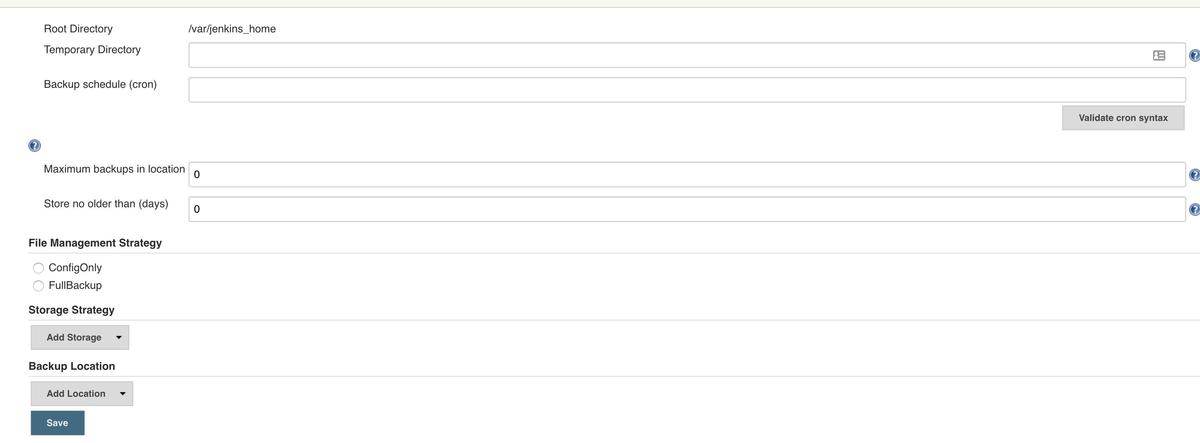 Root Directory /var/jenkins_home
Temporary Directory
Backup schedule (cron)
Validate cron syntax
?
Maximum backups in location 0
Store no older than (days) 0
File Management Strategy
ConfigOnly
FullBackup
Storage Strategy
Add Storage
Backup Location
Add Location
Save